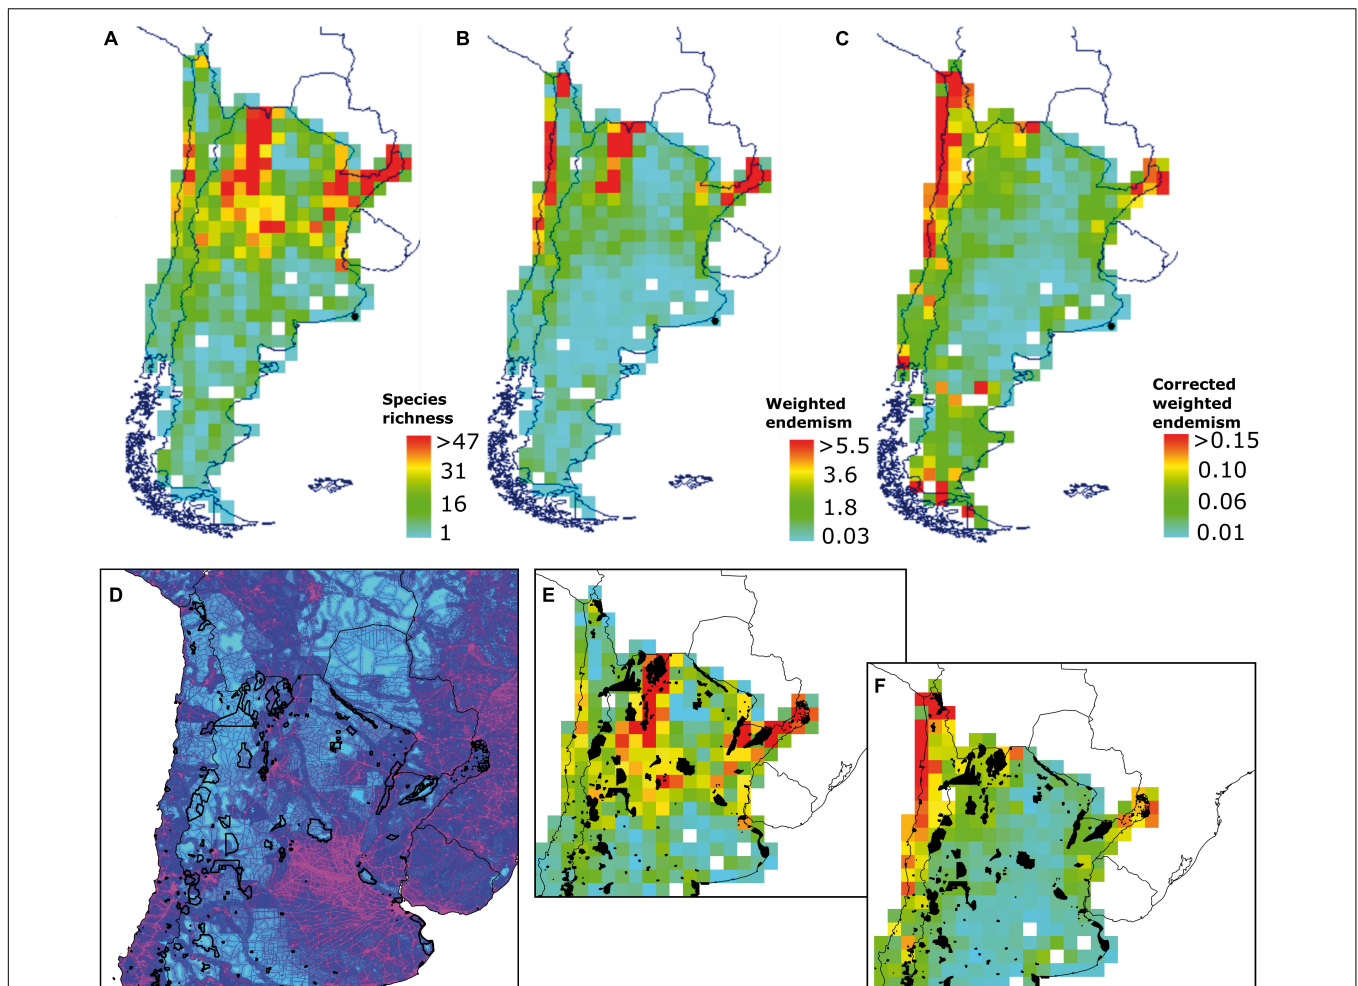 A
B
C
Species
richness
>47
31
16
1
Weighted
endemism
>5.5
3.6
1.8
0.03
Corrected
weighted
endemism
>0.15
0.10
0.06
0.01
D
E
F